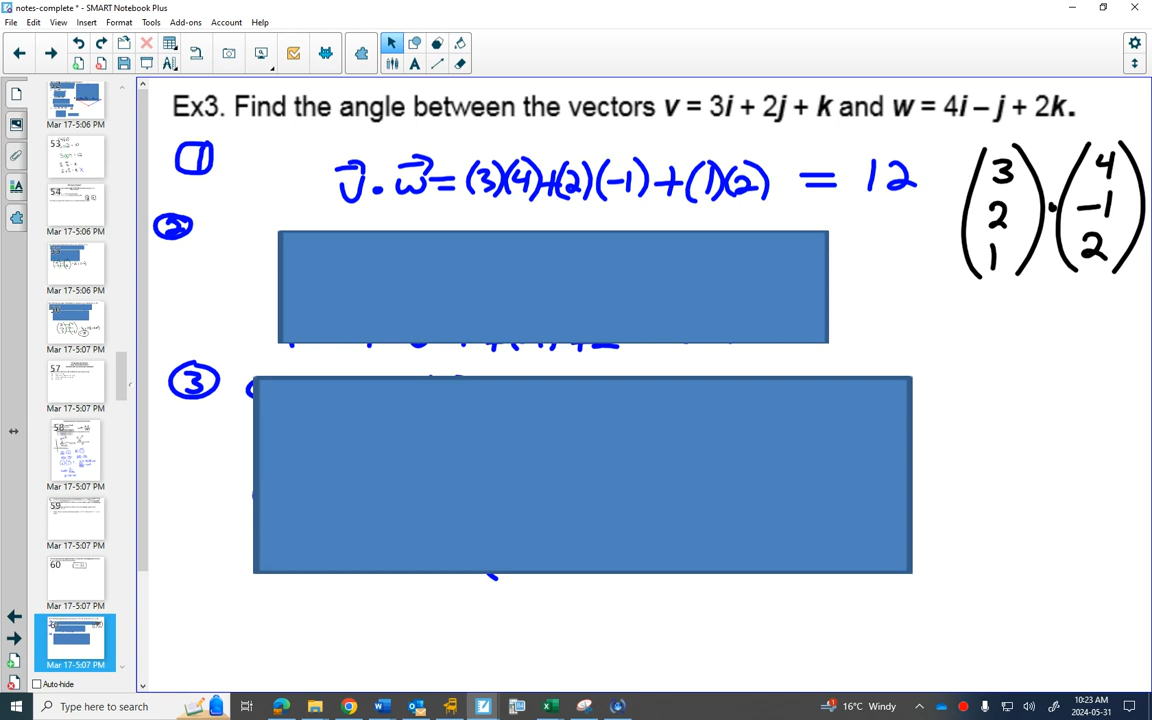 notes-complete * - SMART Notebook Plus
File Edit View Insert Format Tools Add-ons Account Help
Mar 17-5:06 PM
53
Mar 17-5:06 PM
54
Mar 17-5:06 PM
Mar 17-5:06 PM
Mar 17-5:07 PM
57
Mar 17-5:07 PM
58
Mar 17-5:07 PM
59
Mar 17-5:07 PM
60
Mar 17-5:07 PM
Mar 17-5:07 PM
Auto-hide
Ex3. Find the angle between the vectors v = 3i + 2j + k and w = 4i – j + 2k.
① v⃗ · w⃗ = (3)(4)+(2)(-1)+(1)(2) = 12
(3 2 1) · (4 -1 2)
②
③
Type here to search
16°C Windy
10:23 AM
2024-05-31